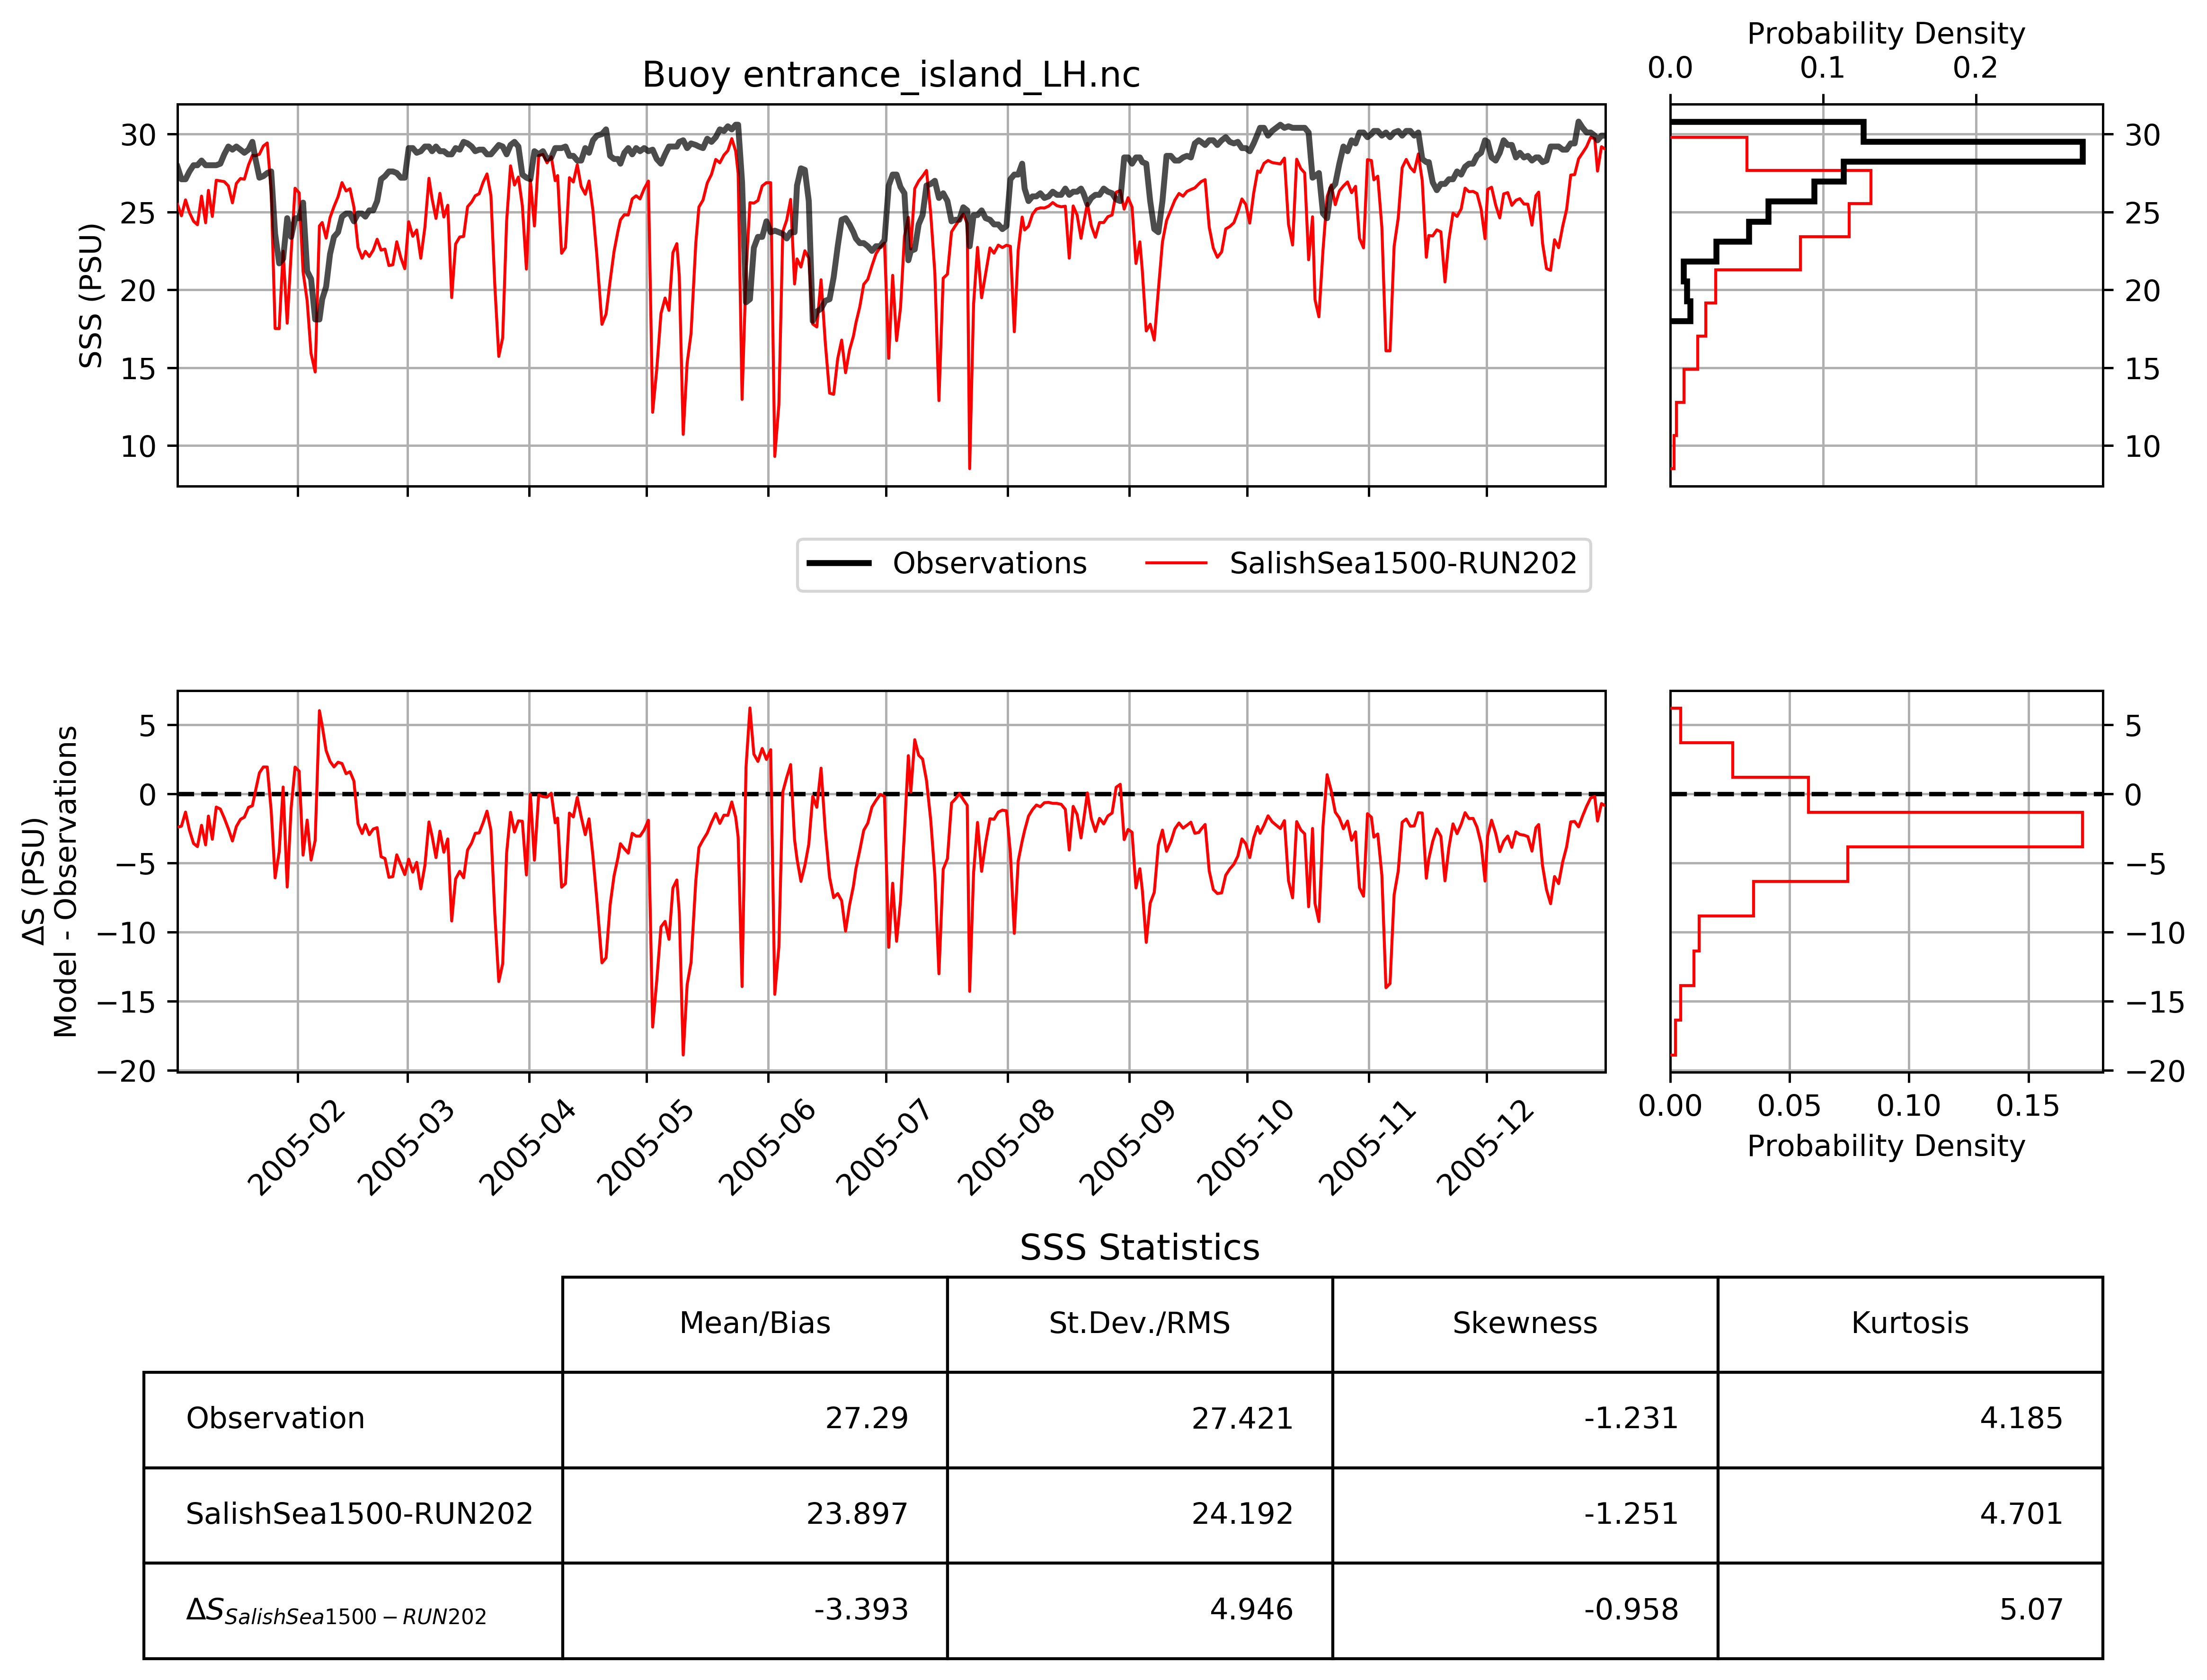 Probability Density
0.0 0.1 0.2
Buoy entrance_island_LH.nc
SSS (PSU)
30
25
20
15
10
30
25
20
15
10
Observations SalishSea1500-RUN202
ΔS (PSU)
Model - Observations
5
0
−5
−10
−15
−20
5
0
−5
−10
−15
−20
2005-02 2005-03 2005-04 2005-05 2005-06 2005-07 2005-08 2005-09 2005-10 2005-11 2005-12
0.00 0.05 0.10 0.15
Probability Density
SSS Statistics
Mean/Bias St.Dev./RMS Skewness Kurtosis
Observation 27.29 27.421 -1.231 4.185
SalishSea1500-RUN202 23.897 24.192 -1.251 4.701
ΔS SalishSea1500−RUN202 -3.393 4.946 -0.958 5.07